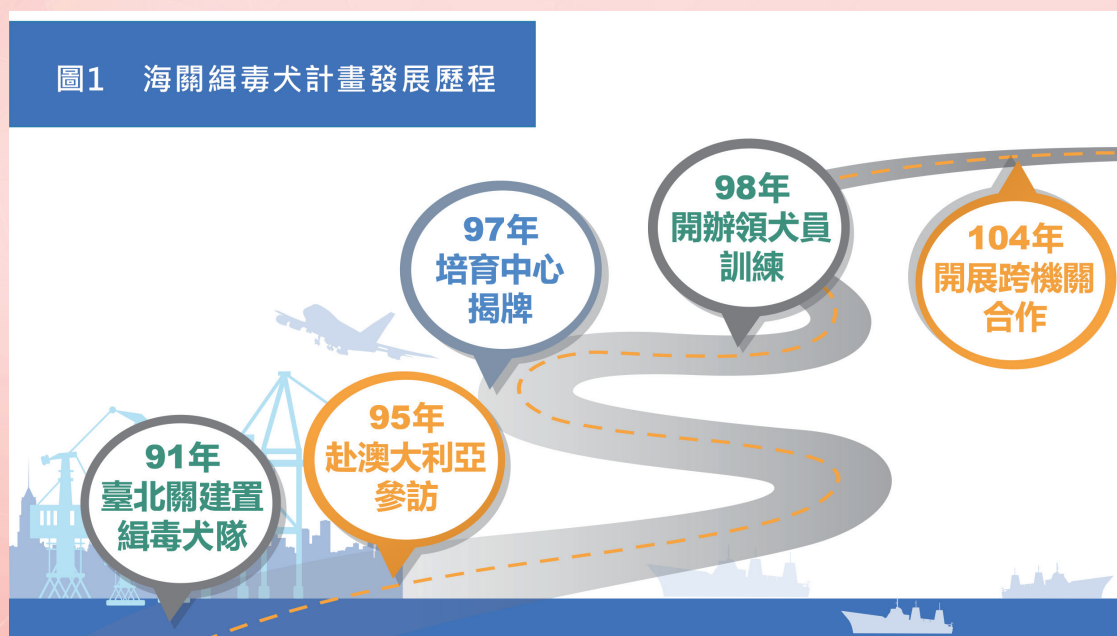 圖1 海關緝毒犬計畫發展歷程
91年
臺北關建置
緝毒犬隊
95年
赴澳大利亞
參訪
97年
培育中心
揭牌
98年
開辦領犬員
訓練
104年
開展跨機關
合作